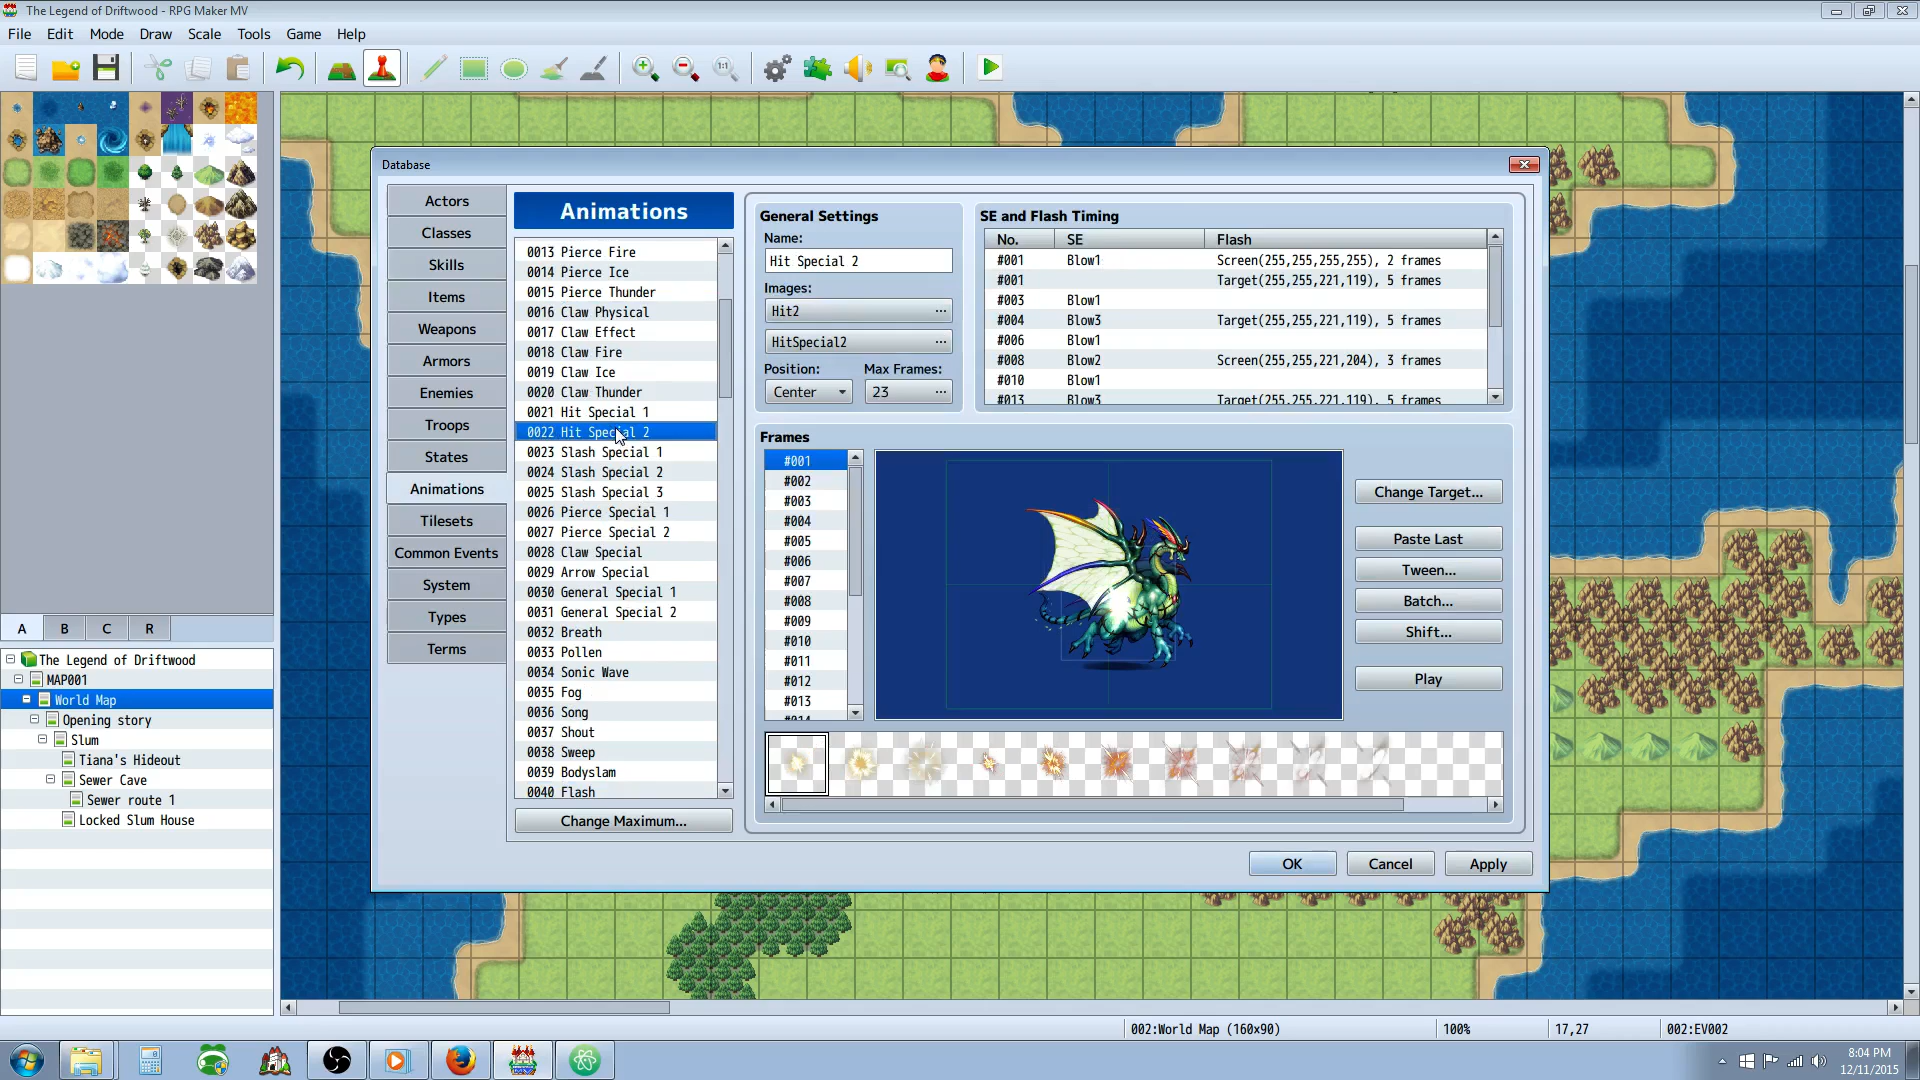 The Legend of Driftwood - RPG Maker MV
File Edit Mode Draw Scale Tools Game Help
1:1
Database
Actors
Classes
Skills
Items
Weapons
Armors
Enemies
Troops
States
Animations
Tilesets
Common Events
System
Types
Terms
Animations
0013 Pierce Fire
0014 Pierce Ice
0015 Pierce Thunder
0016 Claw Physical
0017 Claw Effect
0018 Claw Fire
0019 Claw Ice
0020 Claw Thunder
0021 Hit Special 1
0022 Hit Special 2
0023 Slash Special 1
0024 Slash Special 2
0025 Slash Special 3
0026 Pierce Special 1
0027 Pierce Special 2
0028 Claw Special
0029 Arrow Special
0030 General Special 1
0031 General Special 2
0032 Breath
0033 Pollen
0034 Sonic Wave
0035 Fog
0036 Song
0037 Shout
0038 Sweep
0039 Bodyslam
0040 Flash
Change Maximum...
General Settings
Name:
Hit Special 2
Images:
Hit2 ...
HitSpecial2 ...
Position: Max Frames:
Center 23 ...
SE and Flash Timing
No. SE Flash
#001 Blow1 Screen(255,255,255,255), 2 frames
#001 Target(255,255,221,119), 5 frames
#003 Blow1
#004 Blow3 Target(255,255,221,119), 5 frames
#006 Blow1
#008 Blow2 Screen(255,255,221,204), 3 frames
#010 Blow1
#013 Blow3 Target(255,255,221,119), 5 frames
Frames
#001
#002
#003
#004
#005
#006
#007
#008
#009
#010
#011
#012
#013
#014
Change Target...
Paste Last
Tween...
Batch...
Shift...
Play
OK Cancel Apply
A B C R
The Legend of Driftwood
MAP001
World Map
Opening story
Slum
Tiana's Hideout
Sewer Cave
Sewer route 1
Locked Slum House
002:World Map (160x90) 100% 17,27 002:EV002
8:04 PM
12/11/2015